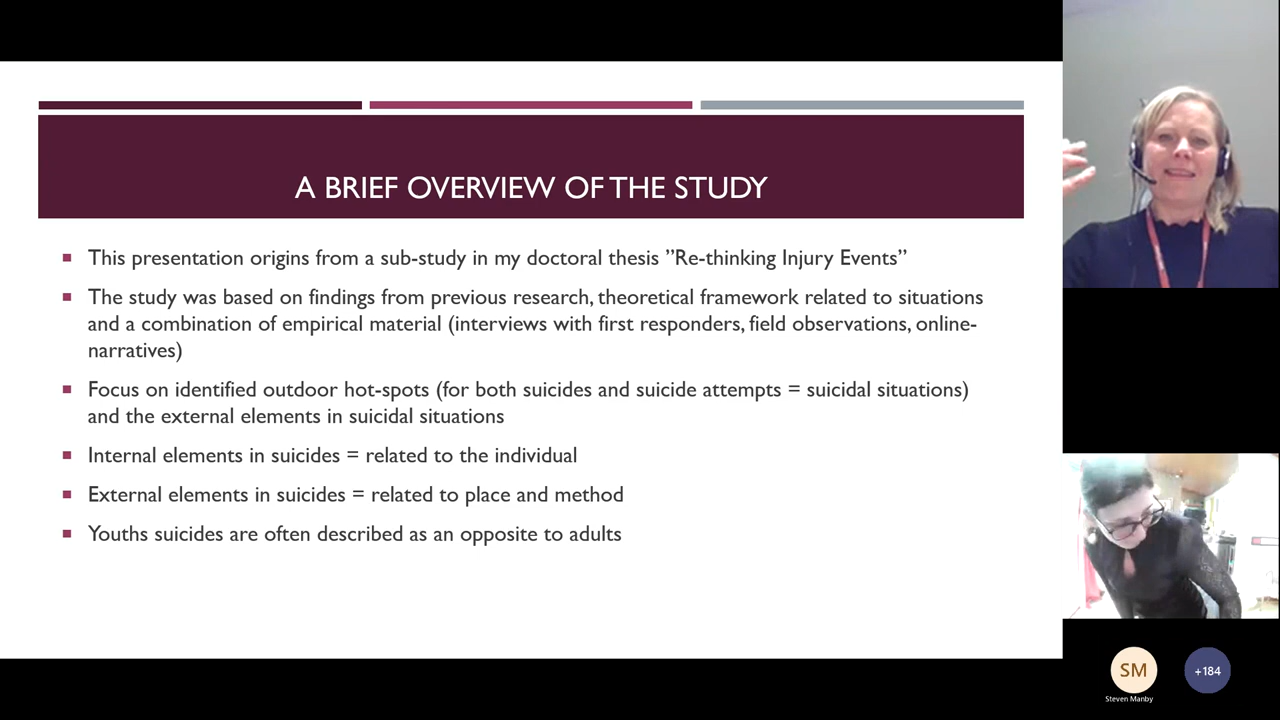 A BRIEF OVERVIEW OF THE STUDY
This presentation origins from a sub-study in my doctoral thesis ”Re-thinking Injury Events”
The study was based on findings from previous research, theoretical framework related to situations
and a combination of empirical material (interviews with first responders, field observations, online-
narratives)
Focus on identified outdoor hot-spots (for both suicides and suicide attempts = suicidal situations)
and the external elements in suicidal situations
Internal elements in suicides = related to the individual
External elements in suicides = related to place and method
Youths suicides are often described as an opposite to adults
SM
+184
Steven Manby